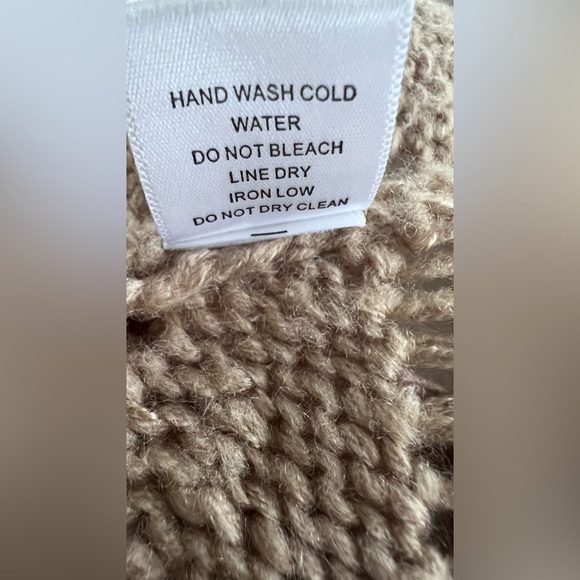 HAND WASH COLD
WATER
DO NOT BLEACH
LINE DRY
IRON LOW
DO NOT DRY CLEAN